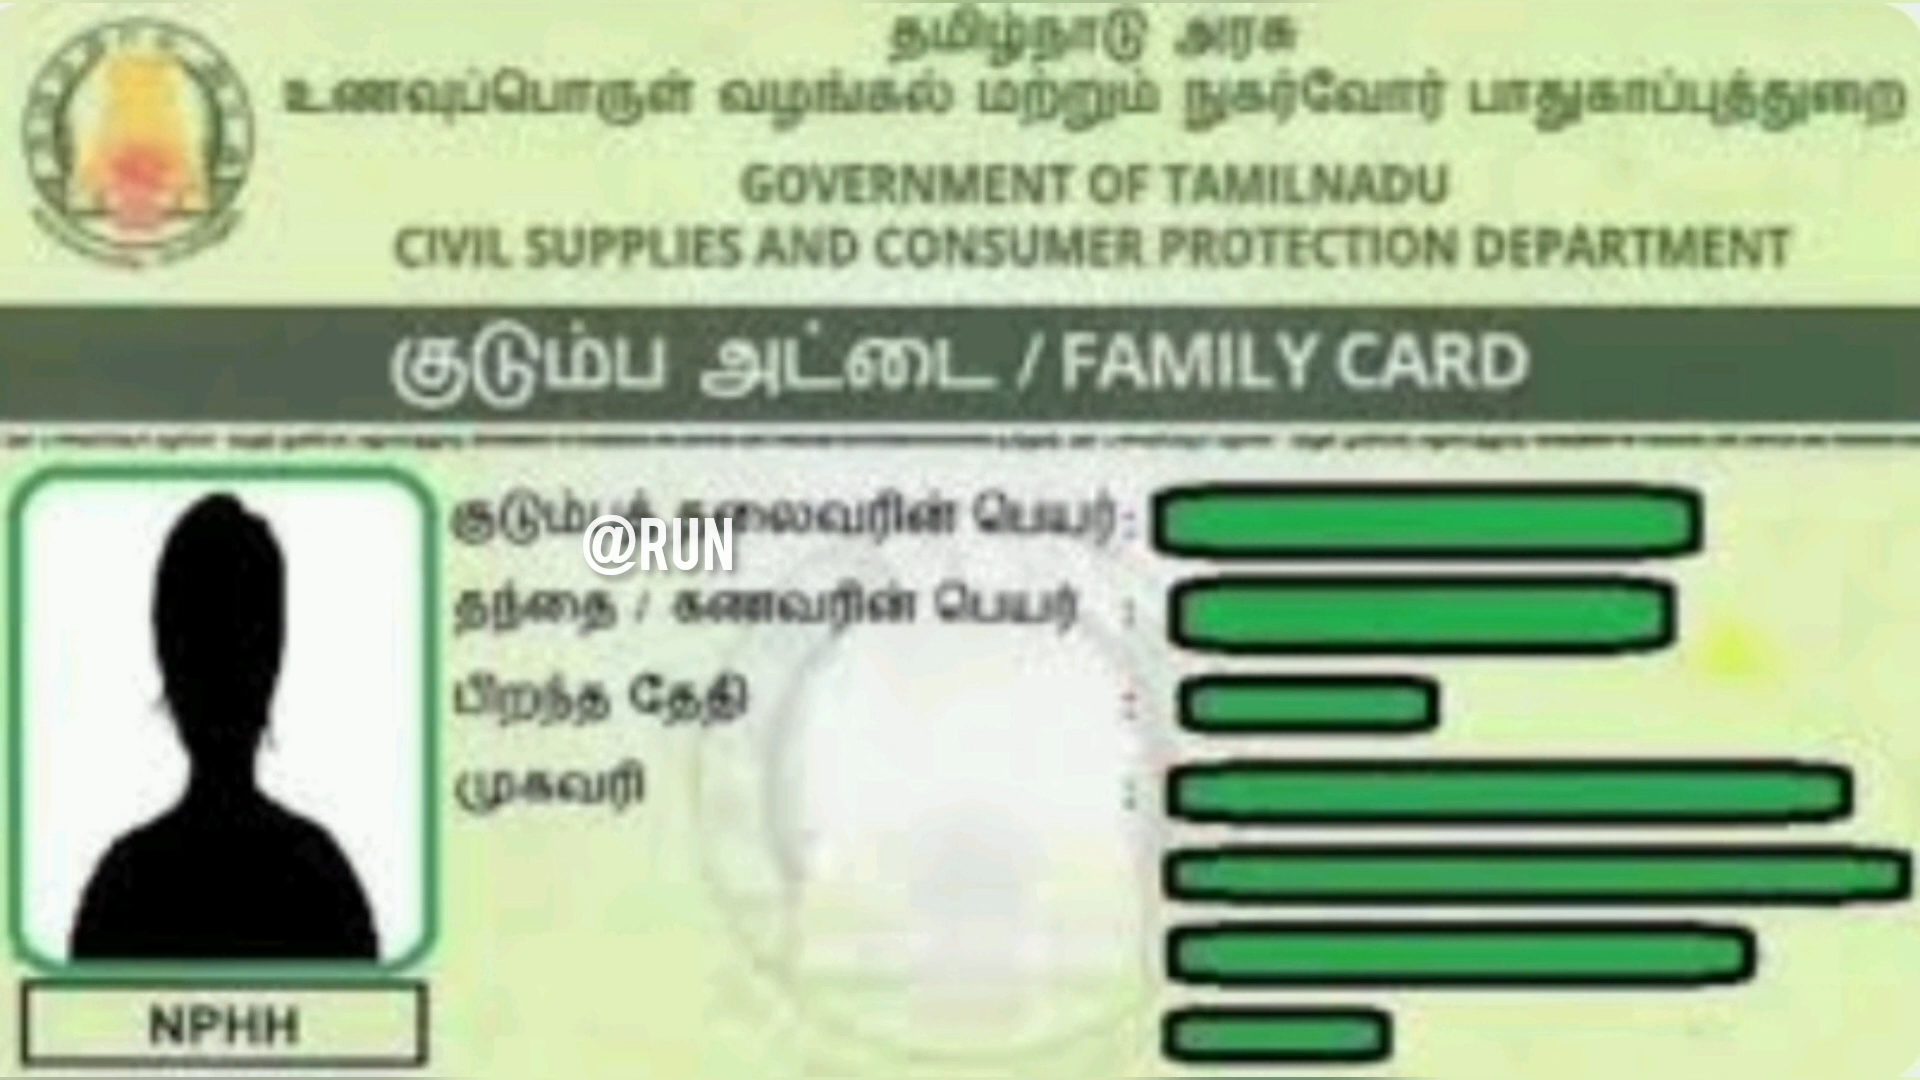 தமிழ்நாடு அரசு
உணவுப்பொருள் வழங்கல் மற்றும் நுகர்வோர் பாதுகாப்புத்துறை
GOVERNMENT OF TAMILNADU
CIVIL SUPPLIES AND CONSUMER PROTECTION DEPARTMENT
குடும்ப அட்டை / FAMILY CARD
குடும்பத் தலைவரின் பெயர் :
@RUN
தந்தை / கணவரின் பெயர் :
பிறந்த தேதி :
முகவரி :
NPHH